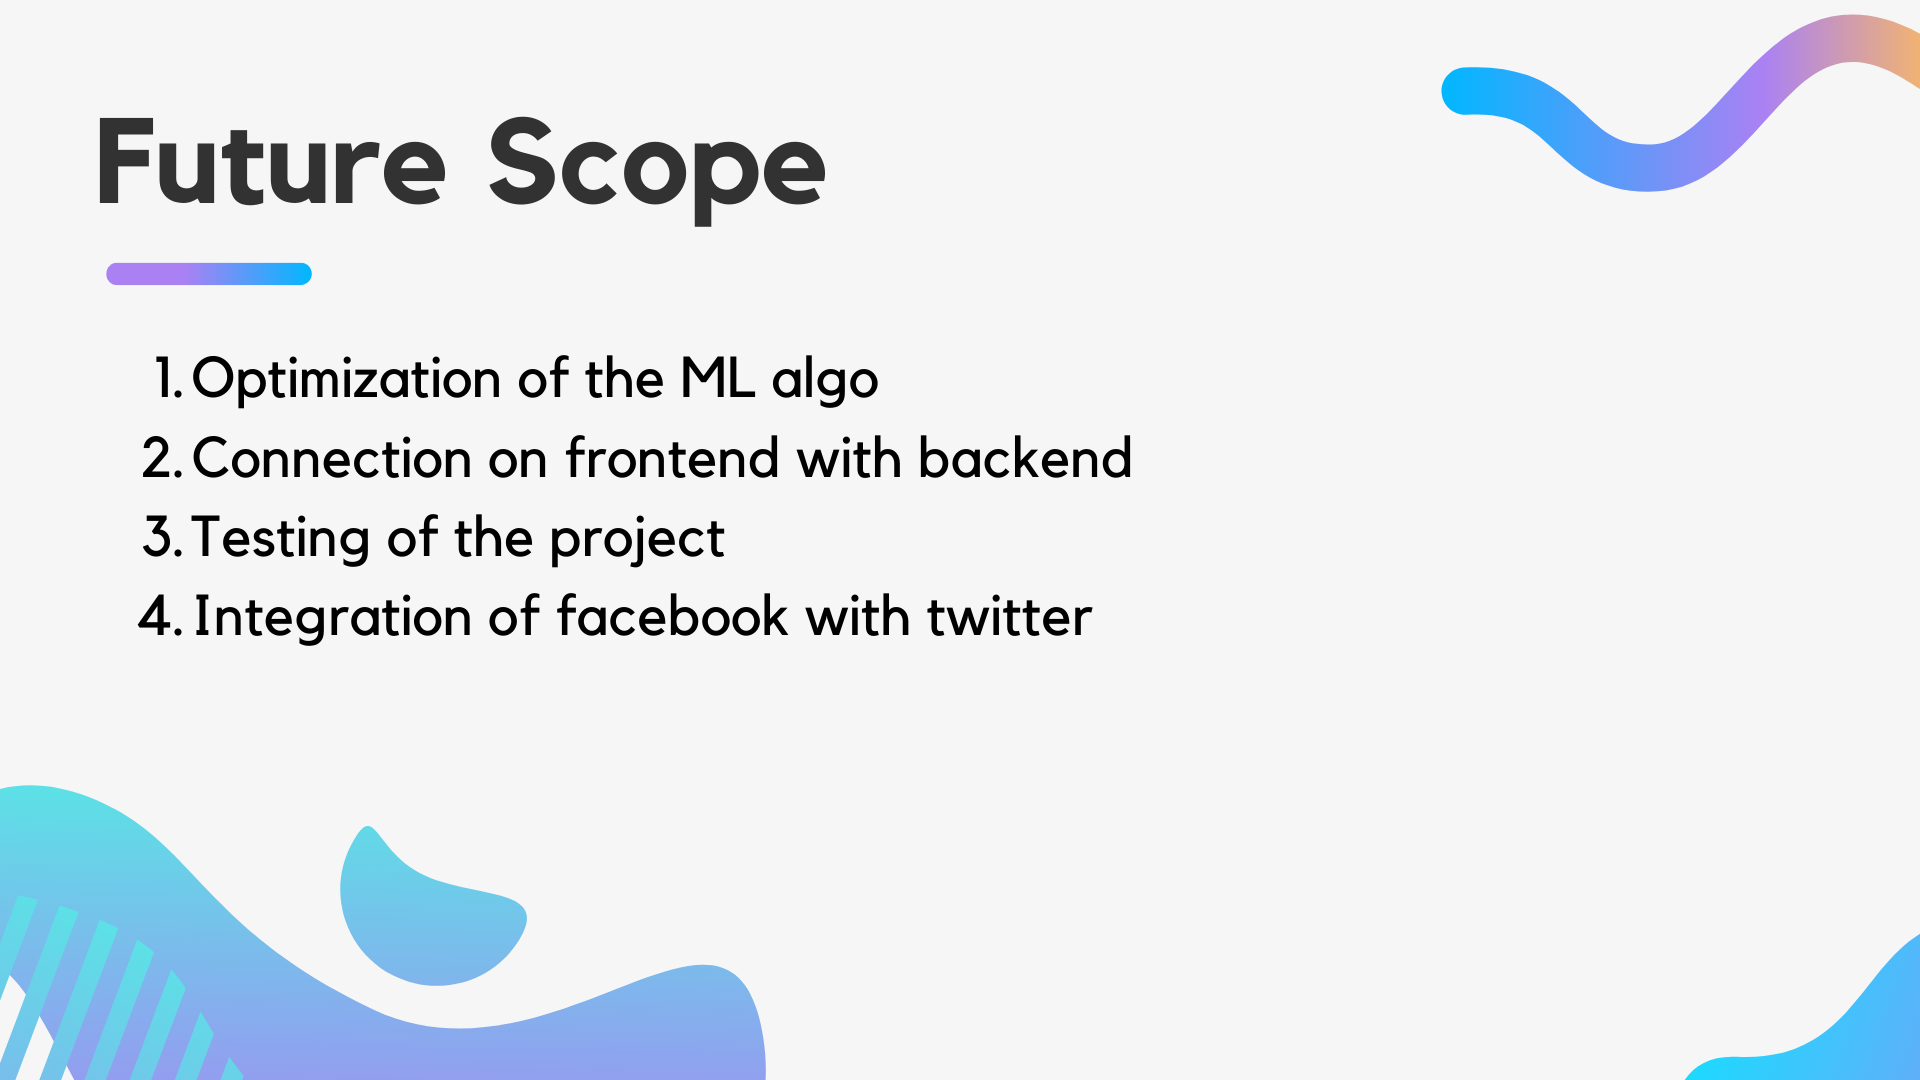 Future Scope
1. Optimization of the ML algo
2. Connection on frontend with backend
3. Testing of the project
4. Integration of facebook with twitter